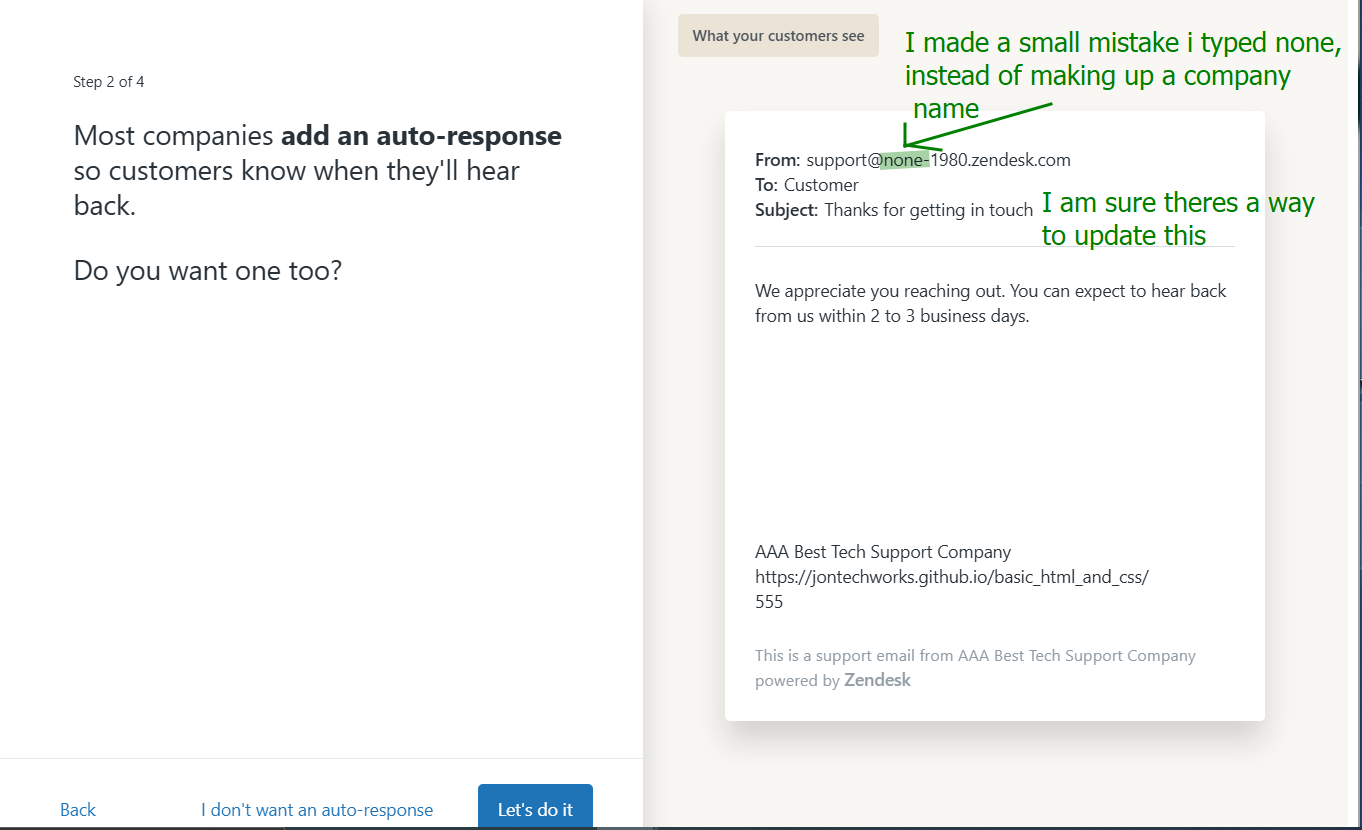 Step 2 of 4
Most companies add an auto-response
so customers know when they'll hear
back.
Do you want one too?
Back
I don't want an auto-response
Let's do it
What your customers see
I made a small mistake i typed none,
instead of making up a company
name
From: support@none-1980.zendesk.com
To: Customer
Subject: Thanks for getting in touch
I am sure theres a way
to update this
We appreciate you reaching out. You can expect to hear back
from us within 2 to 3 business days.
AAA Best Tech Support Company
https://jontechworks.github.io/basic_html_and_css/
555
This is a support email from AAA Best Tech Support Company
powered by Zendesk